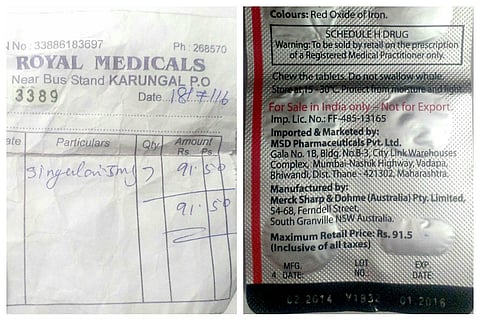 N No : 33886183697 Ph : 268570
ROYAL MEDICALS
Near Bus Stand KARUNGAL P.O
3389 Date 18/7/16
ate Particulars Qty Amount
Rs Ps
Singulair 5mg 7 91.50
91.50
Colours: Red Oxide of Iron.
SCHEDULE H DRUG
Warning: To be sold by retail on the prescription
of a Registered Medical Practitioner only.
Chew the tablets. Do not swallow whole.
Store at 15 - 30°C. Protect from moisture and light.
For Sale in India only – Not for Export.
Imp. Lic. No.: FF-485-13165
Imported & Marketed by:
MSD Pharmaceuticals Pvt. Ltd.
Gala No. 1B, Bldg. No.B-3, City Link Warehouses
Complex, Mumbai-Nashik Highway, Vadapa,
Bhiwandi, Dist. Thane - 421302, Maharashtra.
Manufactured by:
Merck Sharp & Dohme (Australia) Pty. Limited,
54-68, Ferndell Street,
South Granville NSW Australia.
Maximum Retail Price: Rs. 91.5
(Inclusive of all taxes)
MFG. LOT EXP
4 DATE: NO.: DATE:
02 2014 01 2016